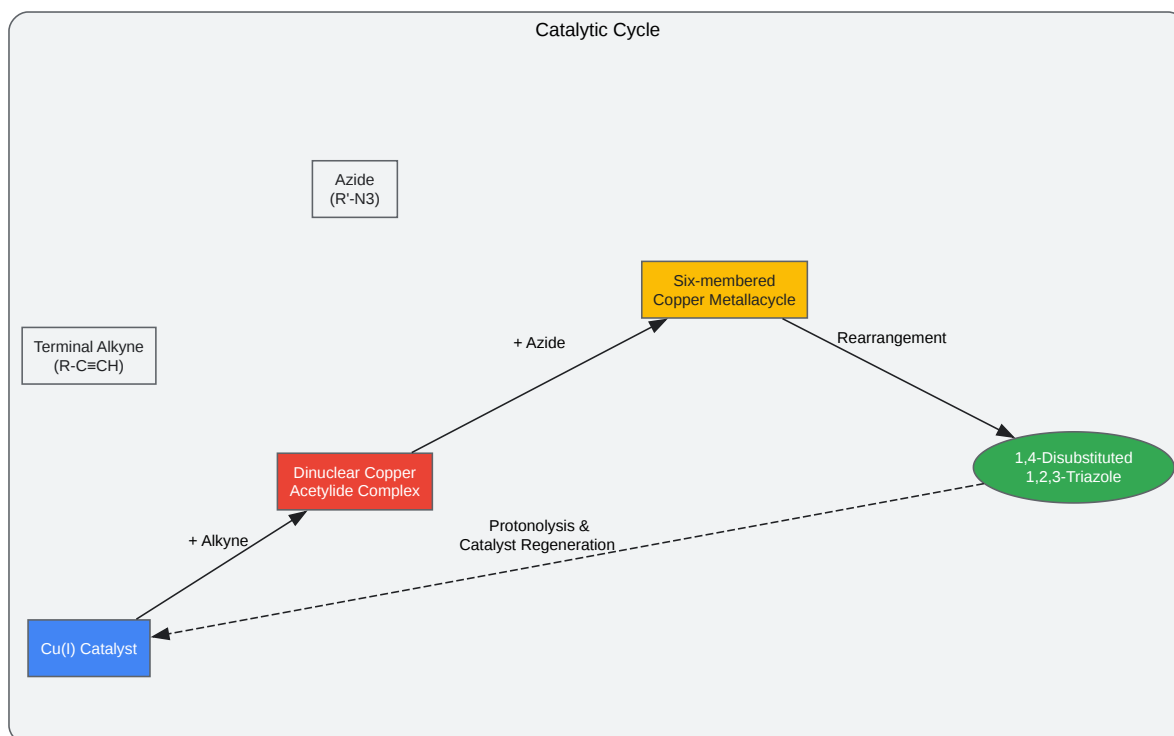 Catalytic Cycle
Azide
(R'-N3)
Six-membered
Copper Metallacycle
Terminal Alkyne
(R-C≡CH)
+ Azide
Rearrangement
Dinuclear Copper
Acetylide Complex
1,4-Disubstituted
1,2,3-Triazole
+ Alkyne
Protonolysis &
Catalyst Regeneration
Cu(I) Catalyst